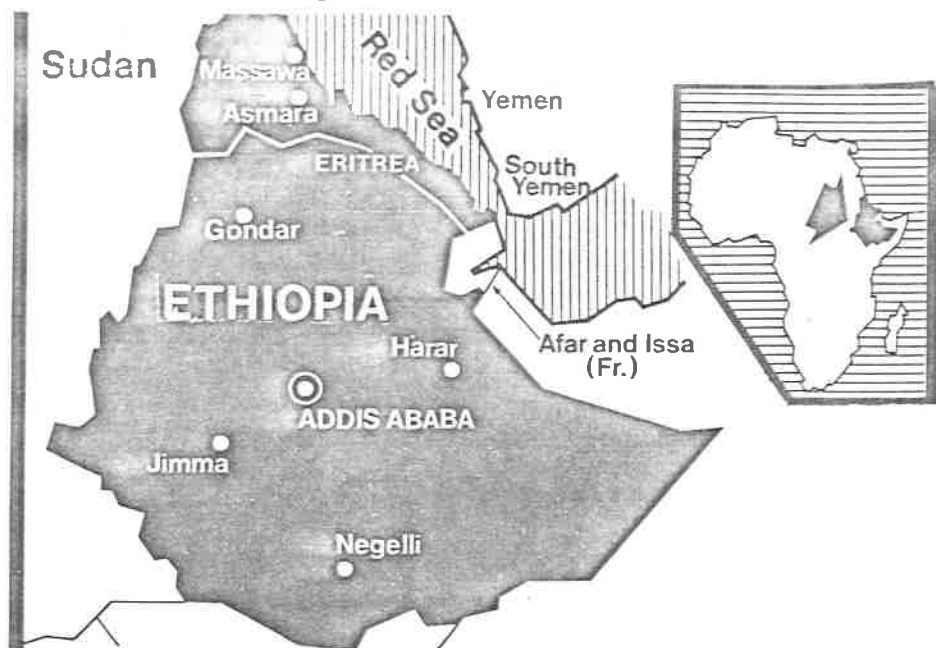 Sudan
Massawa
Asmara
Red Sea
Yemen
ERITREA
South
Yemen
Gondar
ETHIOPIA
Harar
Afar and Issa
(Fr.)
ADDIS ABABA
Jimma
Negelli